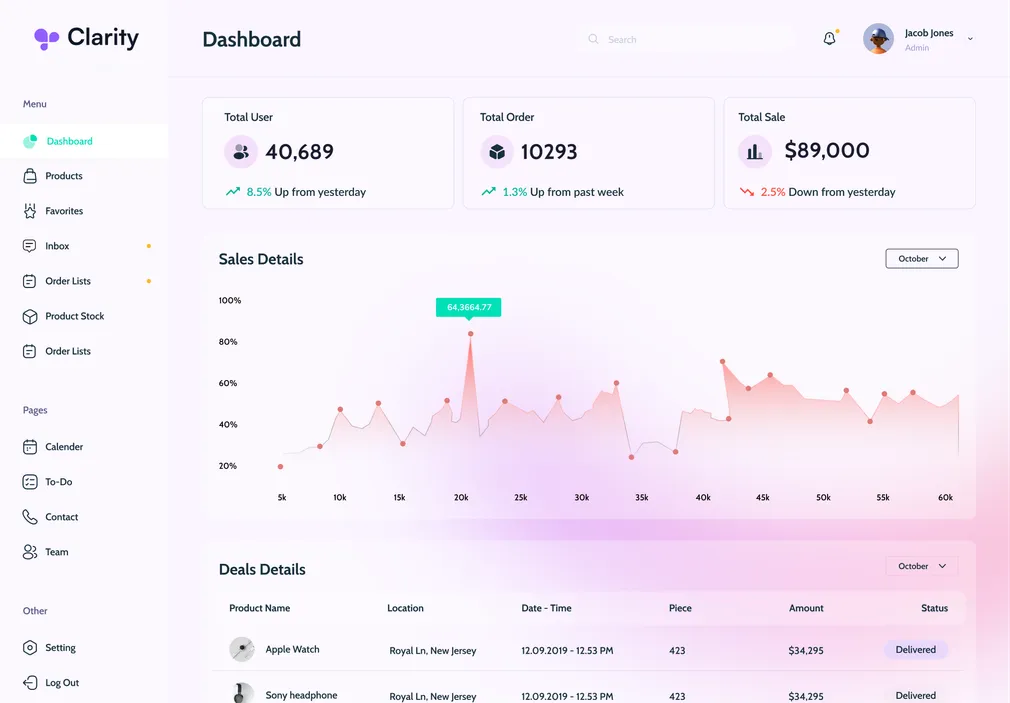 Clarity
Dashboard
Search
Jacob Jones
Admin
Menu
Dashboard
Products
Favorites
Inbox
Order Lists
Product Stock
Order Lists
Pages
Calender
To-Do
Contact
Team
Other
Setting
Log Out
Total User
40,689
8.5% Up from yesterday
Total Order
10293
1.3% Up from past week
Total Sale
$89,000
2.5% Down from yesterday
Sales Details
October
100%
80%
60%
40%
20%
64,3664.77
5k 10k 15k 20k 25k 30k 35k 40k 45k 50k 55k 60k
Deals Details
October
Product Name Location Date - Time Piece Amount Status
Apple Watch Royal Ln, New Jersey 12.09.2019 - 12.53 PM 423 $34,295 Delivered
Sony headphone Royal Ln, New Jersey 12.09.2019 - 12.53 PM 423 $34,295 Delivered